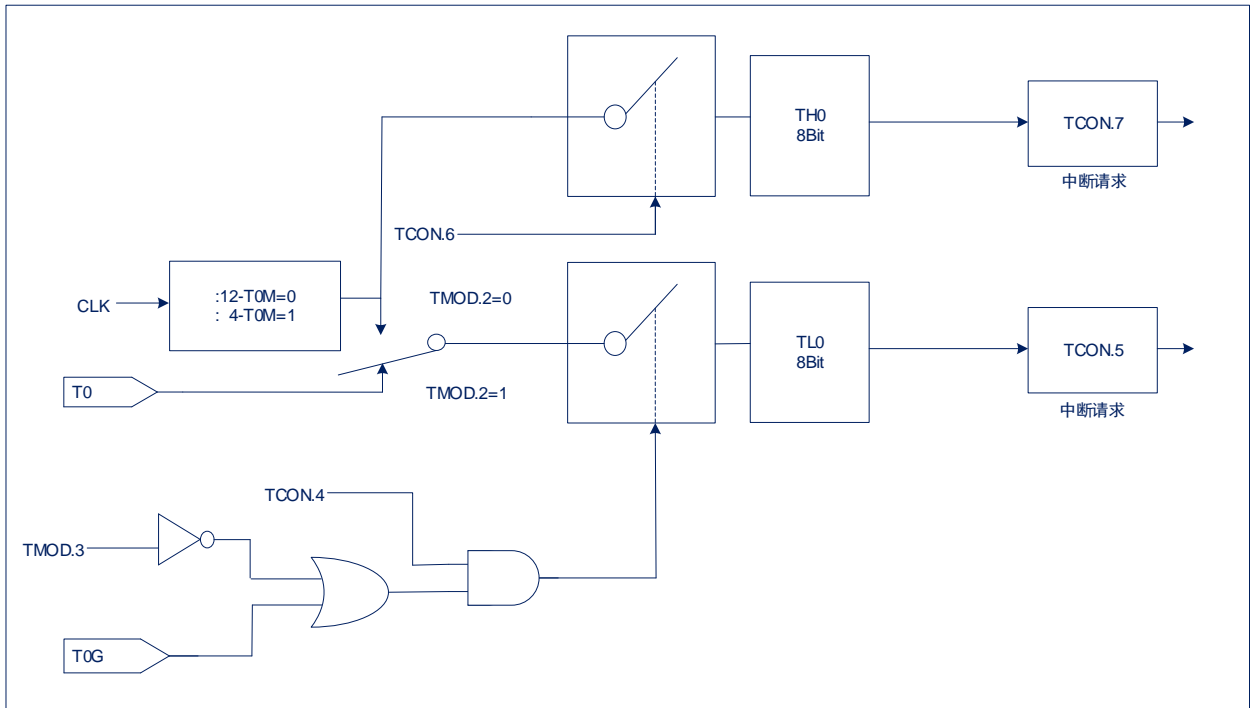 TH0
8Bit
TCON.7
中断请求
TCON.6
CLK
:12-T0M=0
: 4-T0M=1
TMOD.2=0
TL0
8Bit
TCON.5
中断请求
T0
TMOD.2=1
TCON.4
TMOD.3
T0G